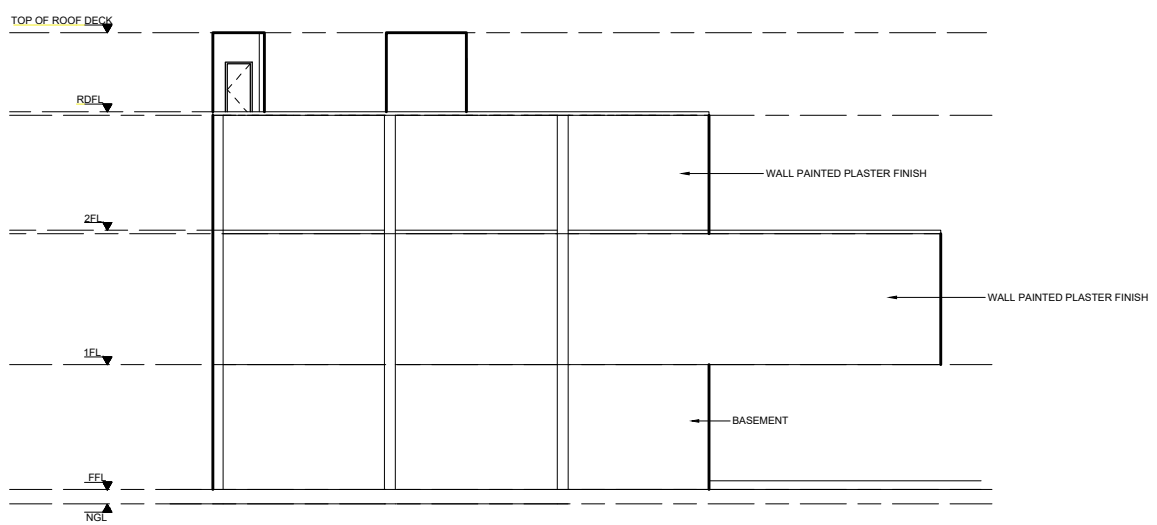 TOP OF ROOF DECK
RDFL
WALL PAINTED PLASTER FINISH
2FL
WALL PAINTED PLASTER FINISH
1FL
BASEMENT
FFL
NGL